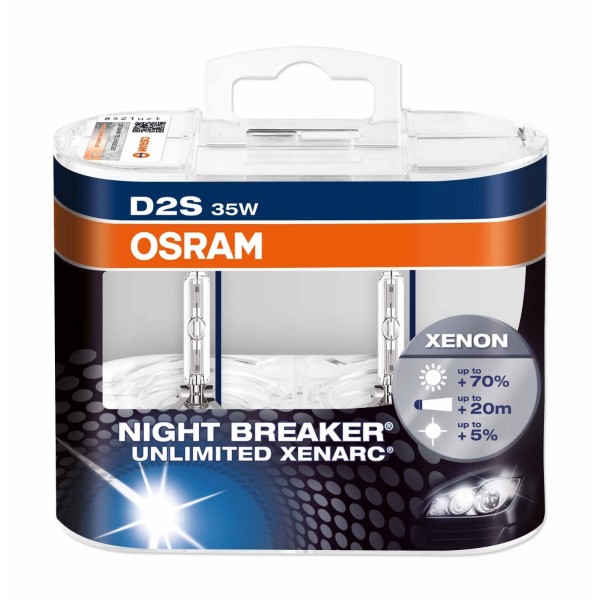 D2S 35W
OSRAM
XENON
up to
+70%
up to
+20m
up to
+5%
NIGHT BREAKER®
UNLIMITED XENARC®